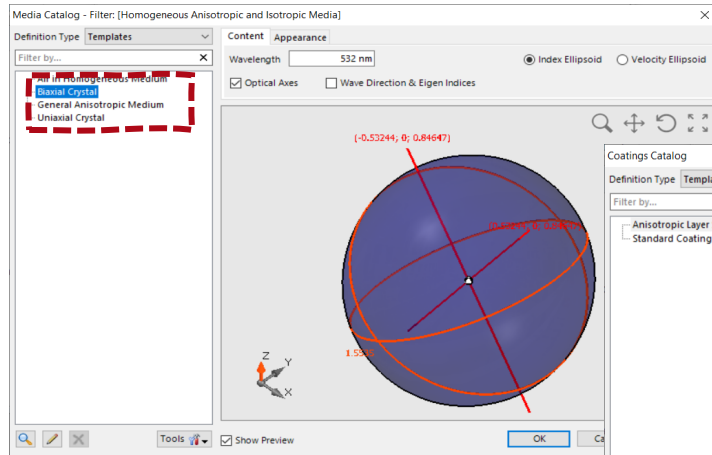 Media Catalog - Filter: [Homogeneous Anisotropic and Isotropic Media]
Definition Type Templates
Filter by...
Air in Homogeneous Medium
Biaxial Crystal
General Anisotropic Medium
Uniaxial Crystal
Content Appearance
Wavelength 532 nm
Index Ellipsoid Velocity Ellipsoid
Optical Axes Wave Direction & Eigen Indices
(-0.53244; 0; 0.84647)
Z
Y
X
Coatings Catalog
Definition Type Templa
Filter by...
Anisotropic Layer
Standard Coating
Tools
Show Preview
OK
Ca